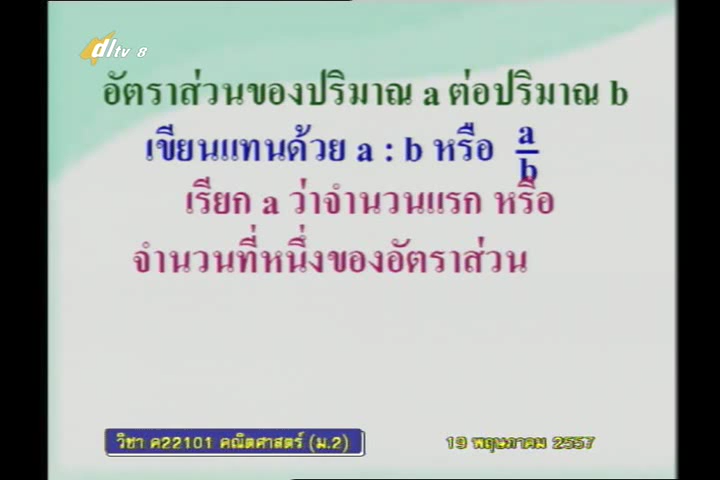 dltv 8
อัตราส่วนของปริมาณ a ต่อปริมาณ b
เขียนแทนด้วย a : b หรือ a/b
เรียก a ว่าจำนวนแรก หรือ
จำนวนที่หนึ่งของอัตราส่วน
วิชา ค22101 คณิตศาสตร์ (ม.2)
19 พฤษภาคม 2557